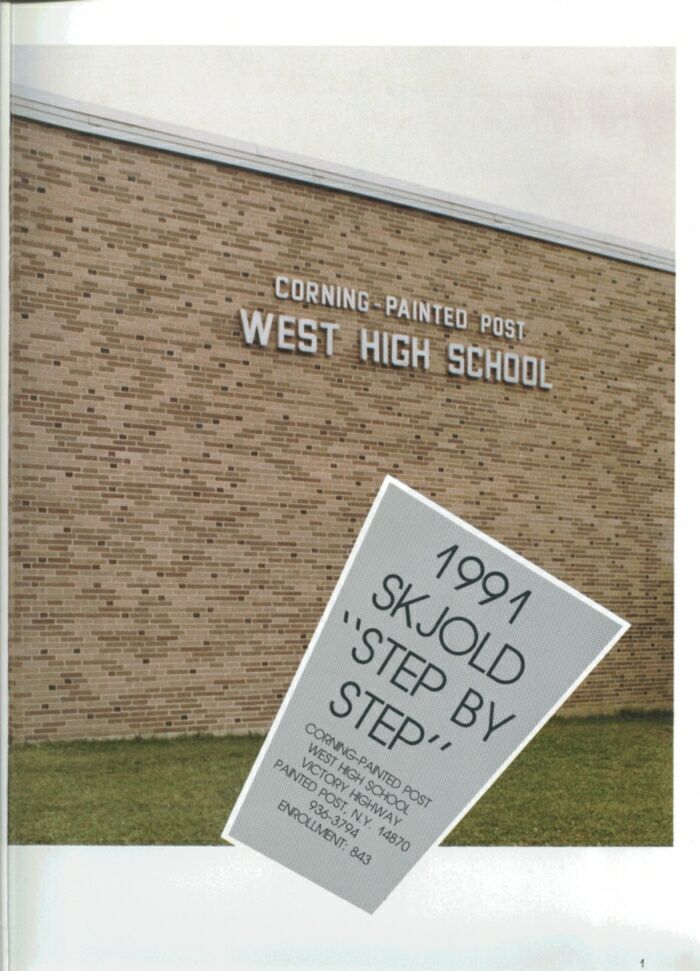 CORNING-PAINTED POST
WEST HIGH SCHOOL
1991
SKJOLD
"STEP BY
STEP"
CORNING-PAINTED POST
WEST HIGH SCHOOL
VICTORY HIGHWAY
PAINTED POST, N.Y. 14870
936-3794
ENROLLMENT: 843
1